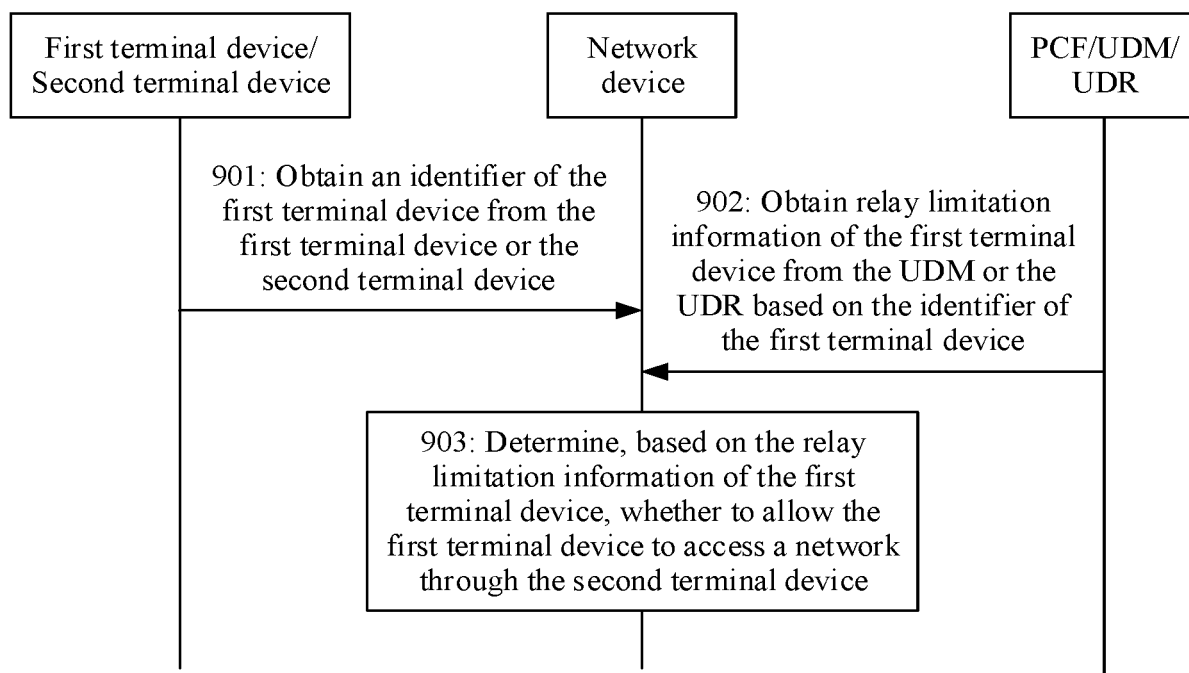 First terminal device/
Second terminal device
Network
device
PCF/UDM/
UDR
901: Obtain an identifier of the
first terminal device from the
first terminal device or the
second terminal device
902: Obtain relay limitation
information of the first terminal
device from the UDM or the
UDR based on the identifier of
the first terminal device
903: Determine, based on the relay
limitation information of the first
terminal device, whether to allow the
first terminal device to access a network
through the second terminal device